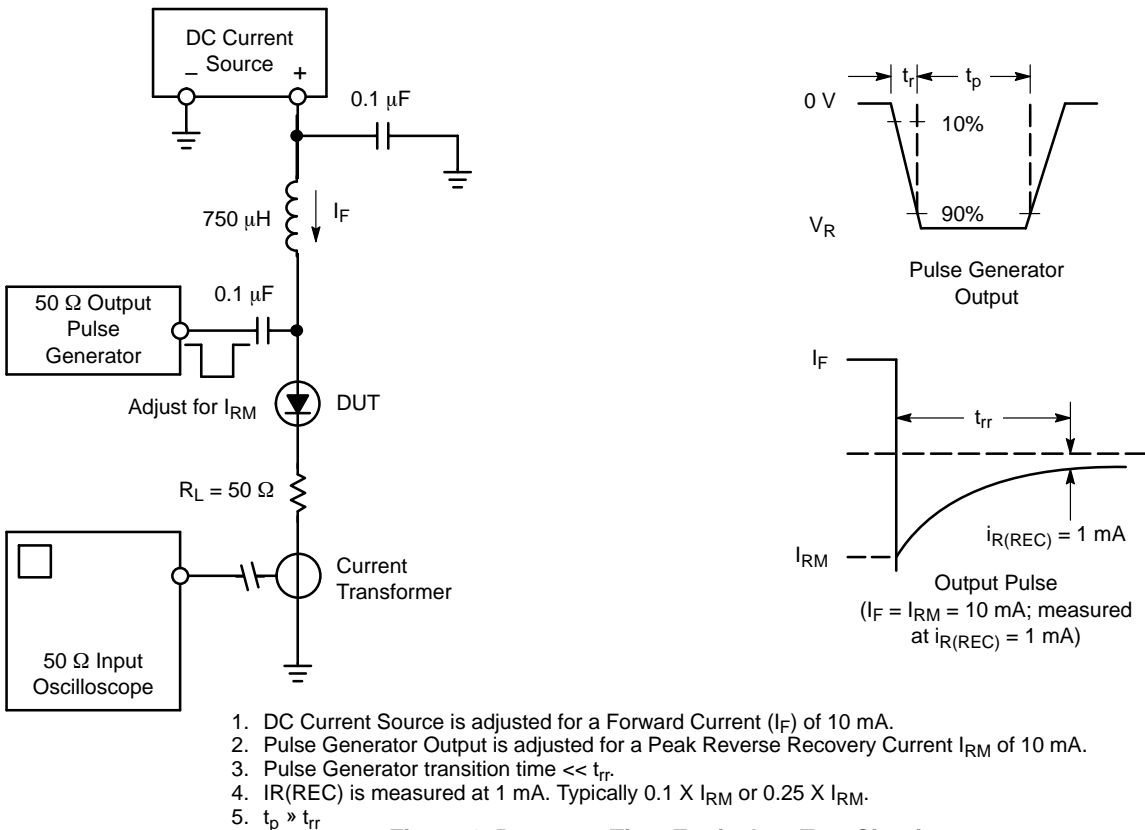 DC Current
Source
− +
0.1 μF
750 μH
I_F
50 Ω Output
Pulse
Generator
0.1 μF
Adjust for I_RM
DUT
R_L = 50 Ω
Current
Transformer
50 Ω Input
Oscilloscope
t_r t_p
0 V
10%
90%
V_R
Pulse Generator
Output
I_F
t_rr
i_R(REC) = 1 mA
I_RM
Output Pulse
(I_F = I_RM = 10 mA; measured
at i_R(REC) = 1 mA)
1. DC Current Source is adjusted for a Forward Current (I_F) of 10 mA.
2. Pulse Generator Output is adjusted for a Peak Reverse Recovery Current I_RM of 10 mA.
3. Pulse Generator transition time << t_rr.
4. IR(REC) is measured at 1 mA. Typically 0.1 X I_RM or 0.25 X I_RM.
5. t_p » t_rr